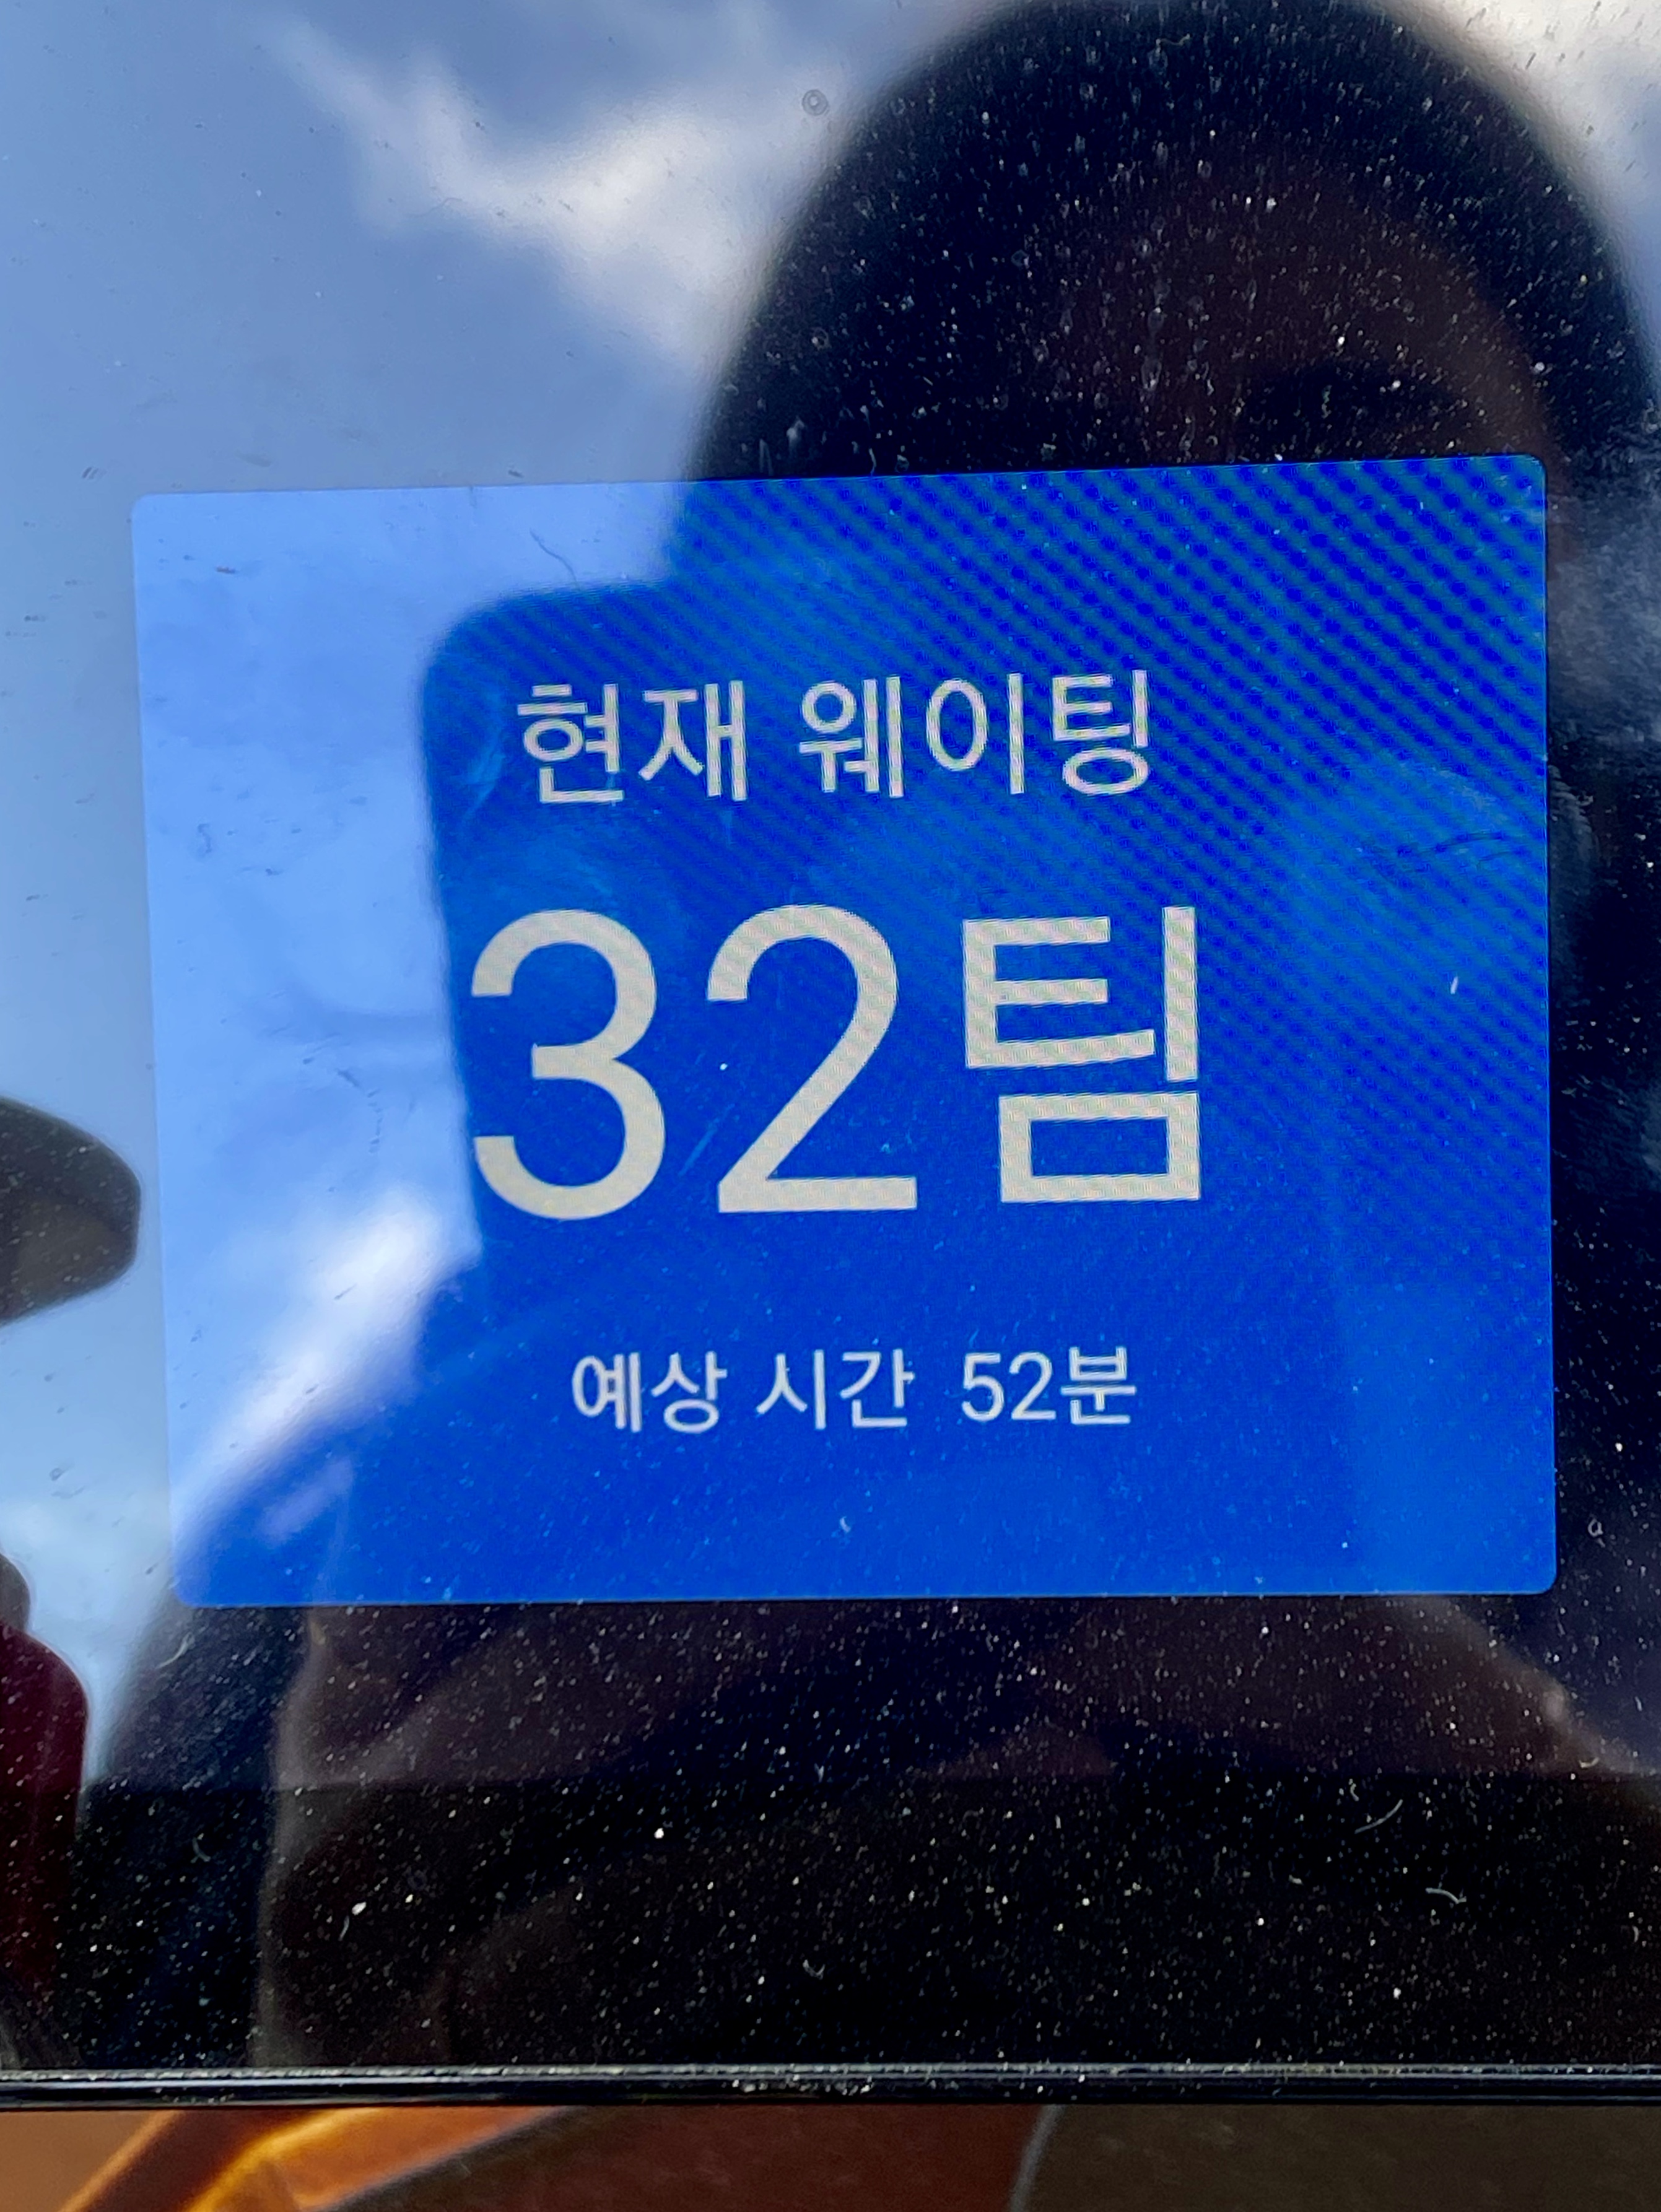 현재 웨이팅
32팀
예상 시간 52분